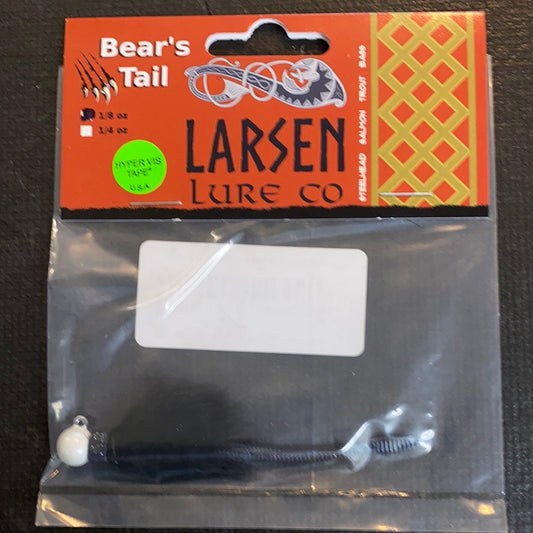 Bear's
Tail
1/8 oz
1/4 oz
HYPER VIS
TAPE*
U.S.A.
LARSEN
LURE CO
STEELHEAD SALMON TROUT BASS